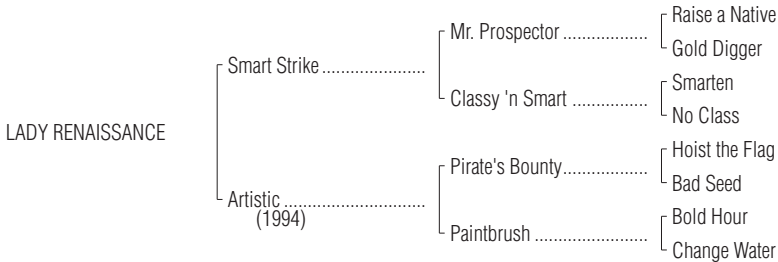 Raise a Native
Mr. Prospector ..................
Gold Digger
Smart Strike ......................
Smarten
Classy 'n Smart ................
No Class
LADY RENAISSANCE
Hoist the Flag
Pirate's Bounty..................
Bad Seed
Artistic ..............................
(1994)
Bold Hour
Paintbrush ........................
Change Water